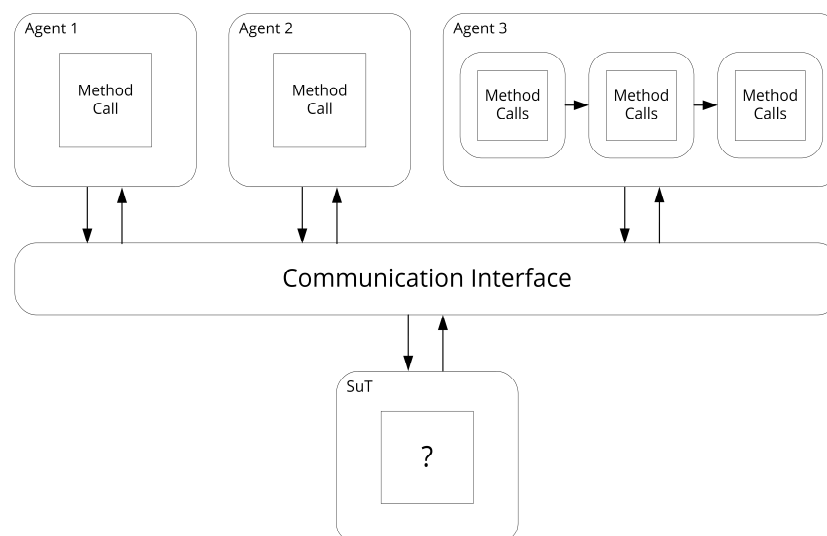 Agent 1
Agent 2
Agent 3
Method
Call
Method
Call
Method
Calls
Method
Calls
Method
Calls
Communication Interface
SuT
?